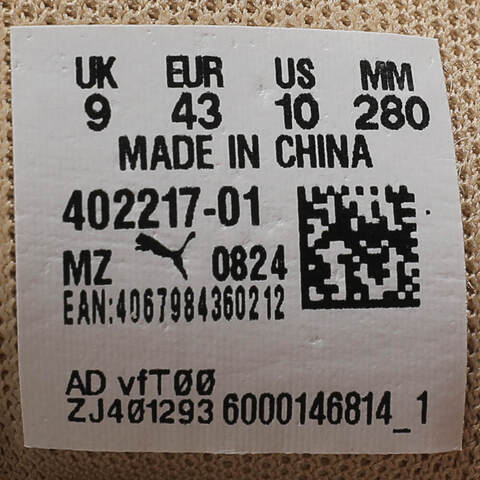 UK EUR US MM
9 43 10 280
MADE IN CHINA
402217-01
MZ 0824
EAN:4067984360212
AD vfT00
ZJ401293 6000146814_1